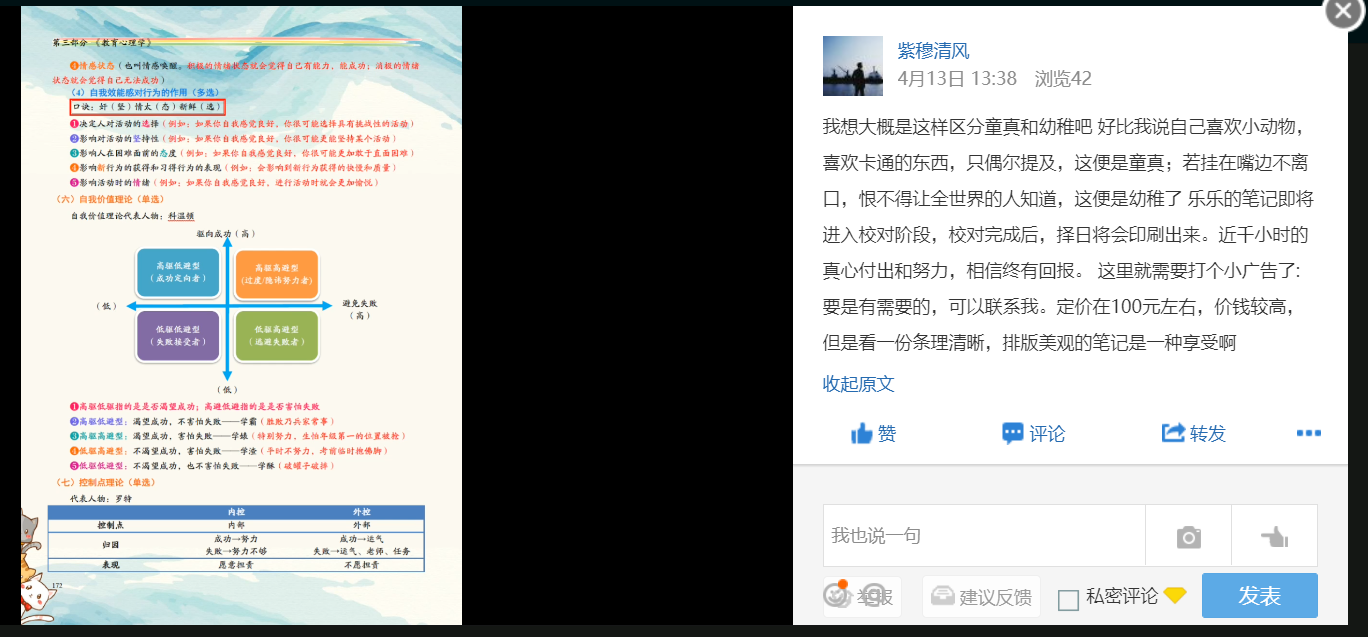 第三部分 《教育心理学》
❹情感状态（也叫情感唤醒：积极的情绪状态就会觉得自己有能力，能成功；消极的情绪
状态就会觉得自己无法成功）
（4）自我效能感对行为的作用（多选）
口诀：好（坚）情太（态）新鲜（选）
❶决定人对活动的选择（例如：如果你自我感觉良好，你很可能选择具有挑战性的活动）
❷影响对活动的坚持性（例如：如果你自我感觉良好，你很可能更能坚持某个活动）
❸影响人在困难面前的态度（例如：如果你自我感觉良好，你很可能更加敢于直面困难）
❹影响新行为的获得和习得行为的表现（例如：会影响到新行为获得的快慢和质量）
❺影响活动时的情绪（例如：如果你自我感觉良好，进行活动时就会更加愉悦）
（六）自我价值理论（单选）
自我价值理论代表人物：科温顿
驱向成功（高）
高驱低避型
（成功定向者）
高驱高避型
（过度/隐讳努力者）
（低）
避免失败
（高）
低驱低避型
（失败接受者）
低驱高避型
（逃避失败者）
（低）
❶高驱低驱指的是是否渴望成功；高避低避指的是是否害怕失败
❷高驱低避型：渴望成功，不害怕失败——学霸（胜败乃兵家常事）
❸高驱高避型：渴望成功，害怕失败——学婊（特别努力，生怕年级第一的位置被抢）
❹低驱高避型：不渴望成功，害怕失败——学渣（平时不努力，考前临时抱佛脚）
❺低驱低避型：不渴望成功，也不害怕失败——学酥（破罐子破摔）
（七）控制点理论（单选）
代表人物：罗特
内控 外控
控制点 内部 外部
归因 成功→努力 成功→运气
失败→努力不够 失败→运气、老师、任务
表现 愿意担责 不愿担责
172
紫穆清风
4月13日 13:38 浏览42
我想大概是这样区分童真和幼稚吧 好比我说自己喜欢小动物，
喜欢卡通的东西，只偶尔提及，这便是童真；若挂在嘴边不离
口，恨不得让全世界的人知道，这便是幼稚了 乐乐的笔记即将
进入校对阶段，校对完成后，择日将会印刷出来。近千小时的
真心付出和努力，相信终有回报。 这里就需要打个小广告了:
要是有需要的，可以联系我。定价在100元左右，价钱较高，
但是看一份条理清晰，排版美观的笔记是一种享受啊
收起原文
赞 评论 转发
我也说一句
举报 建议反馈 私密评论 发表